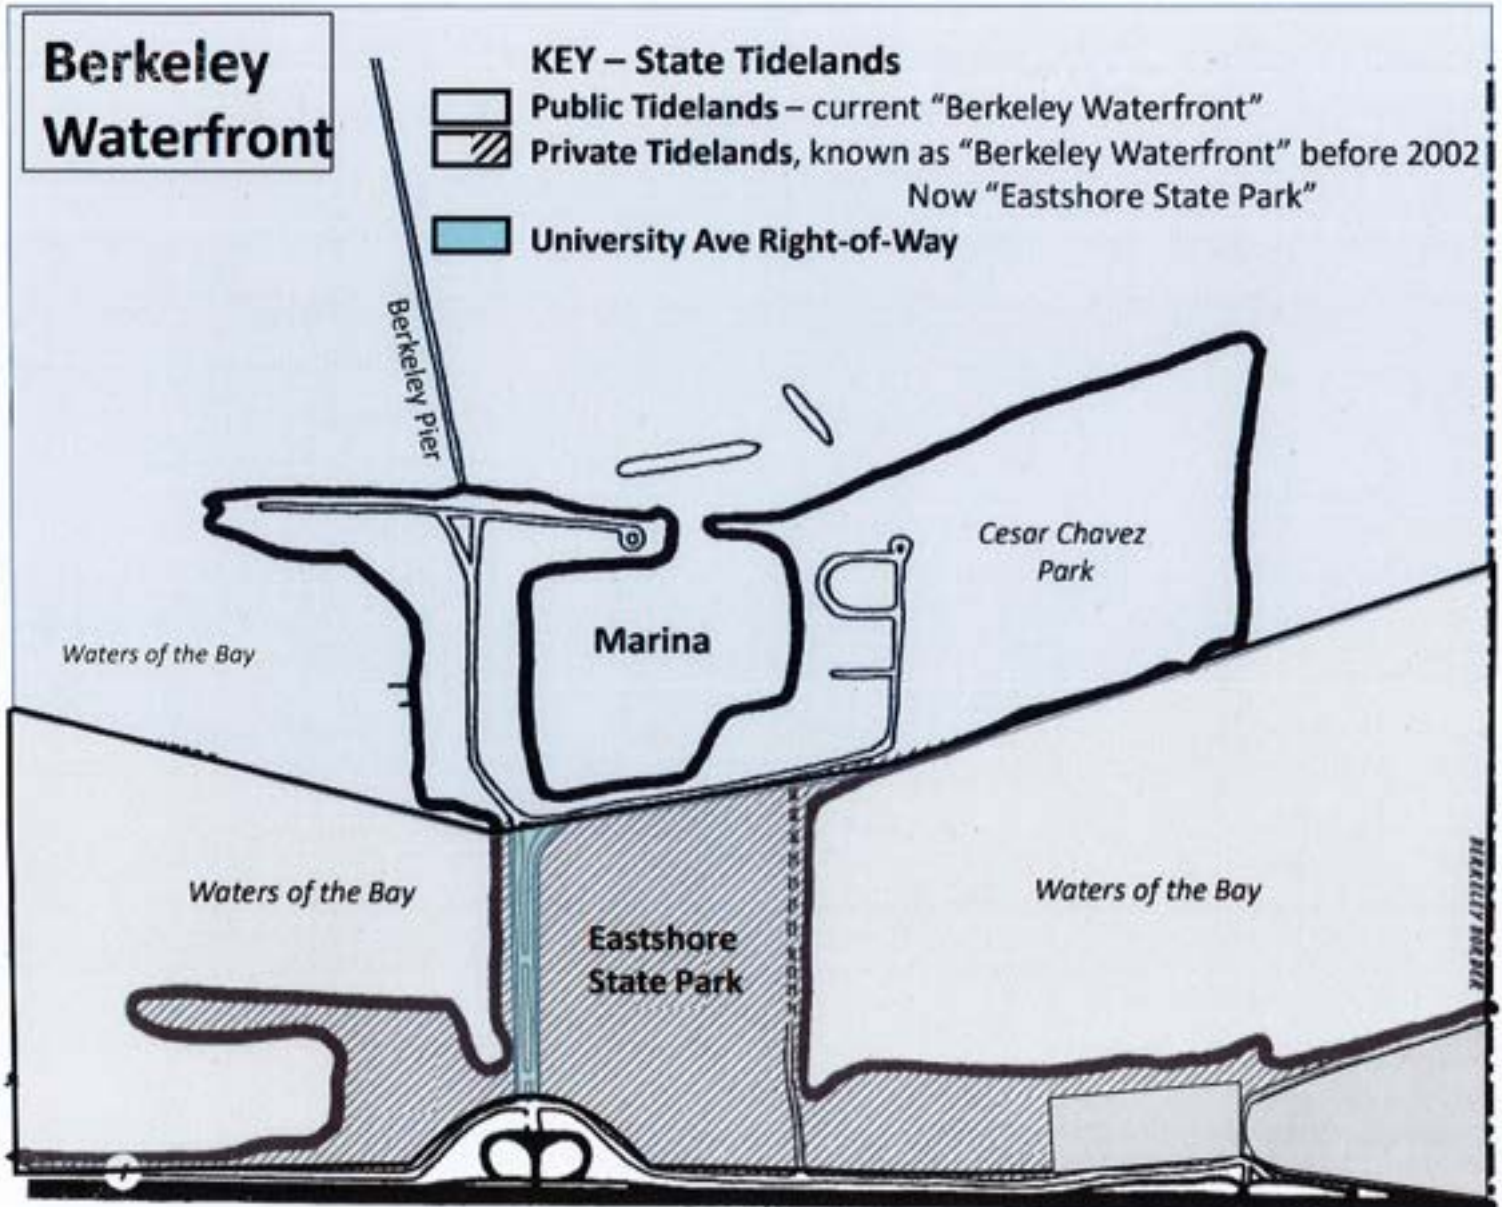 Berkeley
Waterfront
KEY – State Tidelands
Public Tidelands – current “Berkeley Waterfront”
Private Tidelands, known as “Berkeley Waterfront” before 2002
Now “Eastshore State Park”
University Ave Right-of-Way
Berkeley Pier
Cesar Chavez
Park
Marina
Waters of the Bay
Waters of the Bay
Waters of the Bay
Eastshore
State Park
BERKELEY BORDER